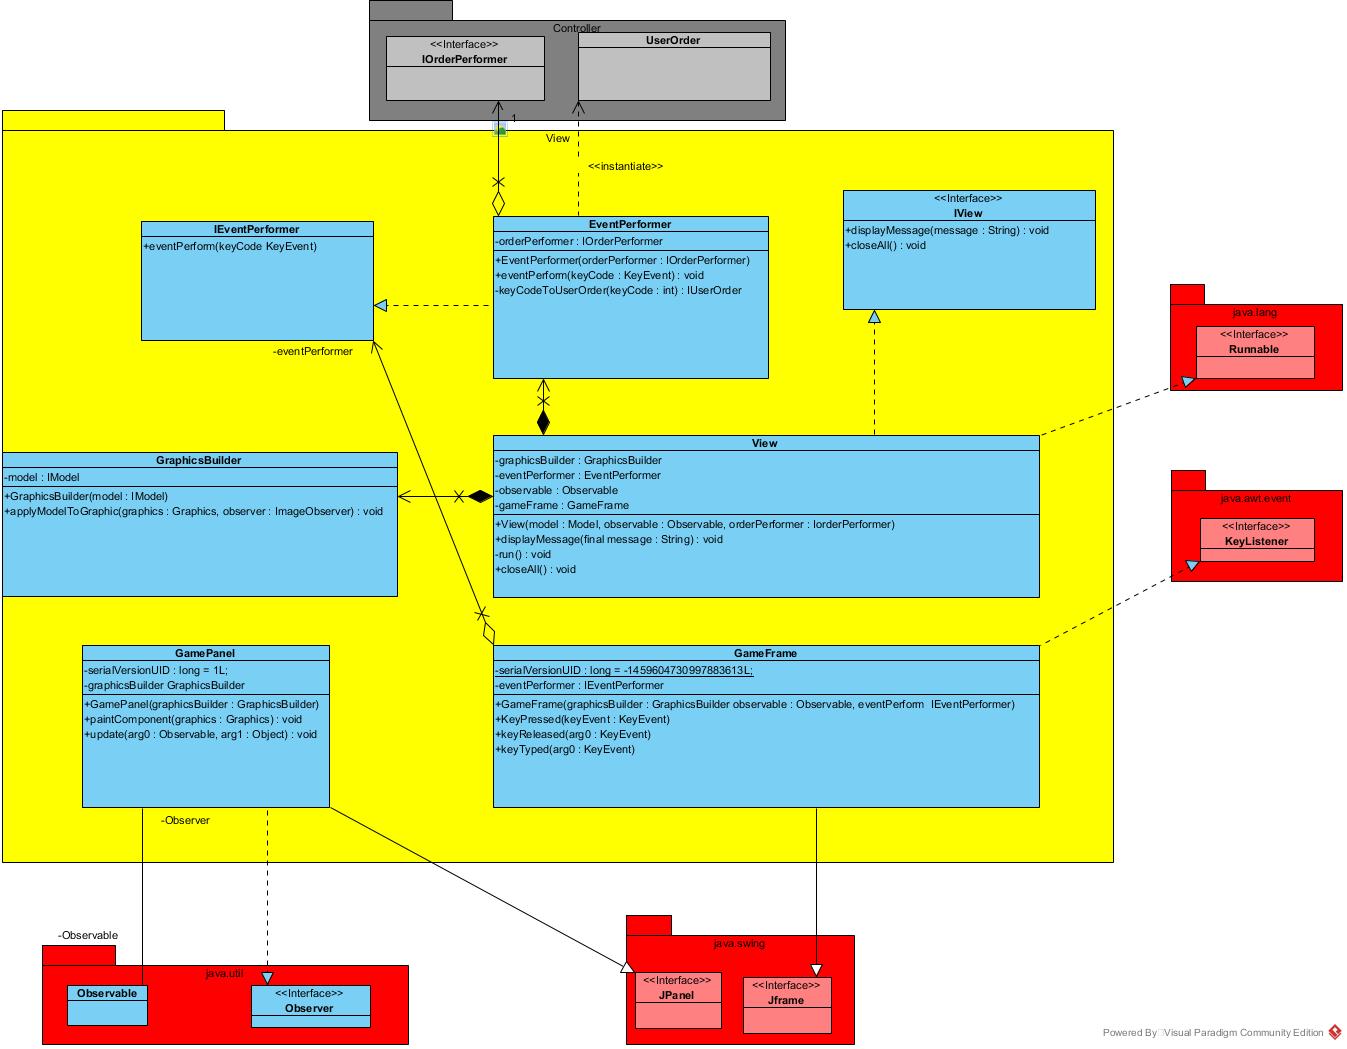 Controller
<<Interface>>
IOrderPerformer
UserOrder
1
View
<<instantiate>>
IEventPerformer
+eventPerform(keyCode KeyEvent)
EventPerformer
-orderPerformer : IOrderPerformer
+EventPerformer(orderPerformer : IOrderPerformer)
+eventPerform(keyCode : KeyEvent) : void
-keyCodeToUserOrder(keyCode : int) : IUserOrder
<<Interface>>
IView
+displayMessage(message : String) : void
+closeAll() : void
-eventPerformer
java.lang
<<Interface>>
Runnable
GraphicsBuilder
-model : IModel
+GraphicsBuilder(model : IModel)
+applyModelToGraphic(graphics : Graphics, observer : ImageObserver) : void
View
-graphicsBuilder : GraphicsBuilder
-eventPerformer : EventPerformer
-observable : Observable
-gameFrame : GameFrame
+View(model : Model, observable : Observable, orderPerformer : IorderPerformer)
+displayMessage(final message : String) : void
-run() : void
+closeAll() : void
java.awt.event
<<Interface>>
KeyListener
GamePanel
-serialVersionUID : long = 1L;
-graphicsBuilder GraphicsBuilder
+GamePanel(graphicsBuilder : GraphicsBuilder)
+paintComponent(graphics : Graphics) : void
+update(arg0 : Observable, arg1 : Object) : void
GameFrame
-serialVersionUID : long = -1459604730997883613L;
-eventPerformer : IEventPerformer
+GameFrame(graphicsBuilder : GraphicsBuilder observable : Observable, eventPerform IEventPerformer)
+KeyPressed(keyEvent : KeyEvent)
+keyReleased(arg0 : KeyEvent)
+keyTyped(arg0 : KeyEvent)
-Observer
-Observable
java.util
Observable
<<Interface>>
Observer
java.swing
<<Interface>>
JPanel
<<Interface>>
Jframe
Powered By Visual Paradigm Community Edition